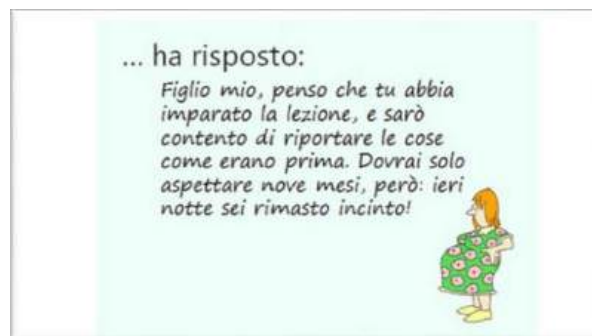 ... ha risposto:
Figlio mio, penso che tu abbia
imparato la lezione, e sarò
contento di riportare le cose
come erano prima. Dovrai solo
aspettare nove mesi, però: ieri
notte sei rimasto incinto!